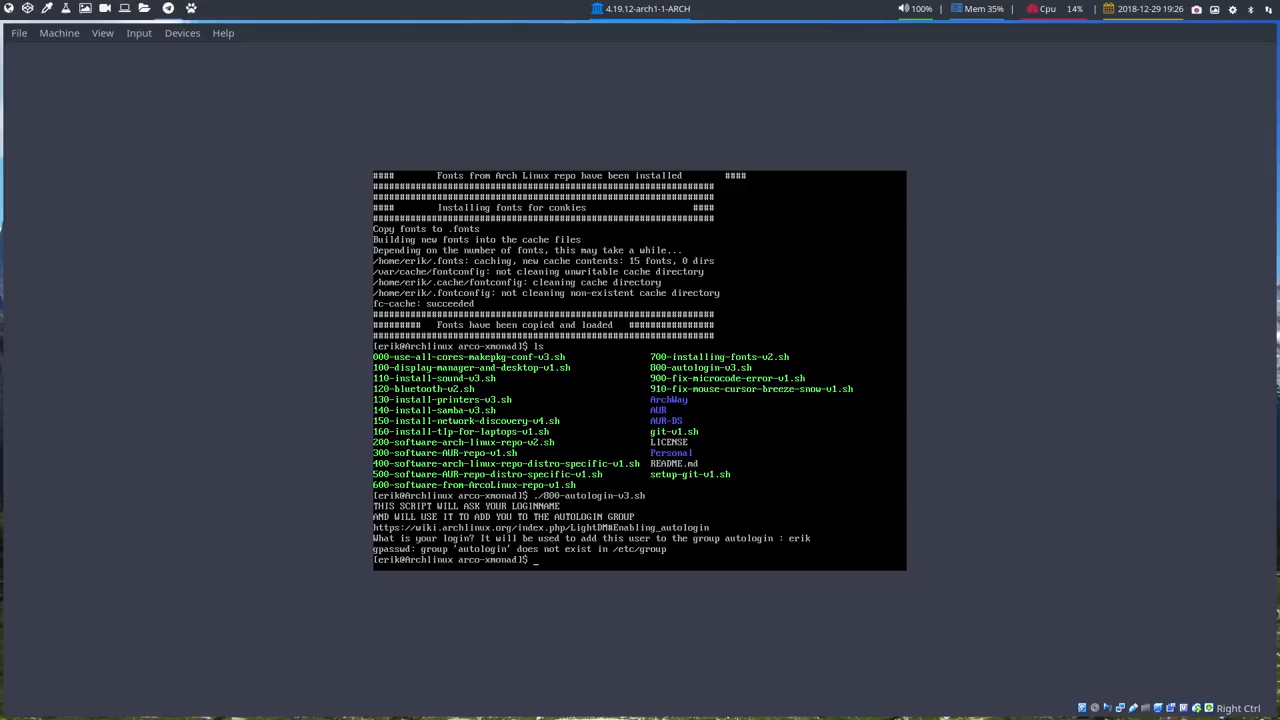 4.19.12-arch1-1-ARCH
100% | Mem 35% | Cpu 14% | 2018-12-29 19:26
File Machine View Input Devices Help
#### Fonts from Arch Linux repo have been installed ####
################################################################
################################################################
#### Installing fonts for conkies ####
################################################################
Copy fonts to .fonts
Building new fonts into the cache files
Depending on the number of fonts, this may take a while...
/home/erik/.fonts: caching, new cache contents: 15 fonts, 0 dirs
/var/cache/fontconfig: not cleaning unwritable cache directory
/home/erik/.cache/fontconfig: cleaning cache directory
/home/erik/.fontconfig: not cleaning non-existent cache directory
fc-cache: succeeded
################################################################
######### Fonts have been copied and loaded ################
################################################################
[erik@Archlinux arco-xmonad]$ ls
000-use-all-cores-makepkg-conf-v3.sh 700-installing-fonts-v2.sh
100-display-manager-and-desktop-v1.sh 800-autologin-v3.sh
110-install-sound-v3.sh 900-fix-microcode-error-v1.sh
120-bluetooth-v2.sh 910-fix-mouse-cursor-breeze-snow-v1.sh
130-install-printers-v3.sh ArchWay
140-install-samba-v3.sh AUR
150-install-network-discovery-v4.sh AUR-DS
160-install-tlp-for-laptops-v1.sh git-v1.sh
200-software-arch-linux-repo-v2.sh LICENSE
300-software-AUR-repo-v1.sh Personal
400-software-arch-linux-repo-distro-specific-v1.sh README.md
500-software-AUR-repo-distro-specific-v1.sh setup-git-v1.sh
600-software-from-ArcoLinux-repo-v1.sh
[erik@Archlinux arco-xmonad]$ ./800-autologin-v3.sh
THIS SCRIPT WILL ASK YOUR LOGINNAME
AND WILL USE IT TO ADD YOU TO THE AUTOLOGIN GROUP
https://wiki.archlinux.org/index.php/LightDM#Enabling_autologin
What is your login? It will be used to add this user to the group autologin : erik
gpasswd: group 'autologin' does not exist in /etc/group
[erik@Archlinux arco-xmonad]$ _
Right Ctrl